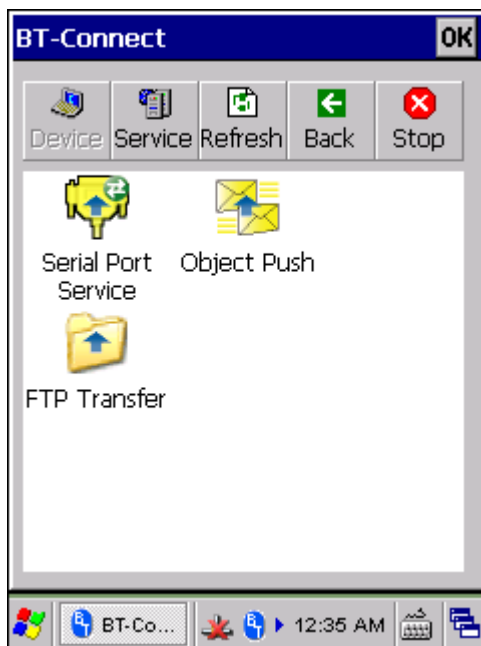 BT-Connect OK
Device Service Refresh Back Stop
Serial Port Service
Object Push
FTP Transfer
BT-Co... 12:35 AM